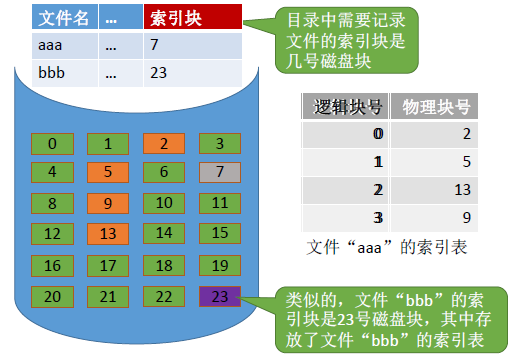 文件名 … 索引块
aaa … 7
bbb … 23
目录中需要记录
文件的索引块是
几号磁盘块
0 1 2 3
4 5 6 7
8 9 10 11
12 13 14 15
16 17 18 19
20 21 22 23
逻辑块号 物理块号
0 2
1 5
2 13
3 9
文件“aaa”的索引表
类似的，文件“bbb”的索
引块是23号磁盘块，其中存
放了文件“bbb”的索引表